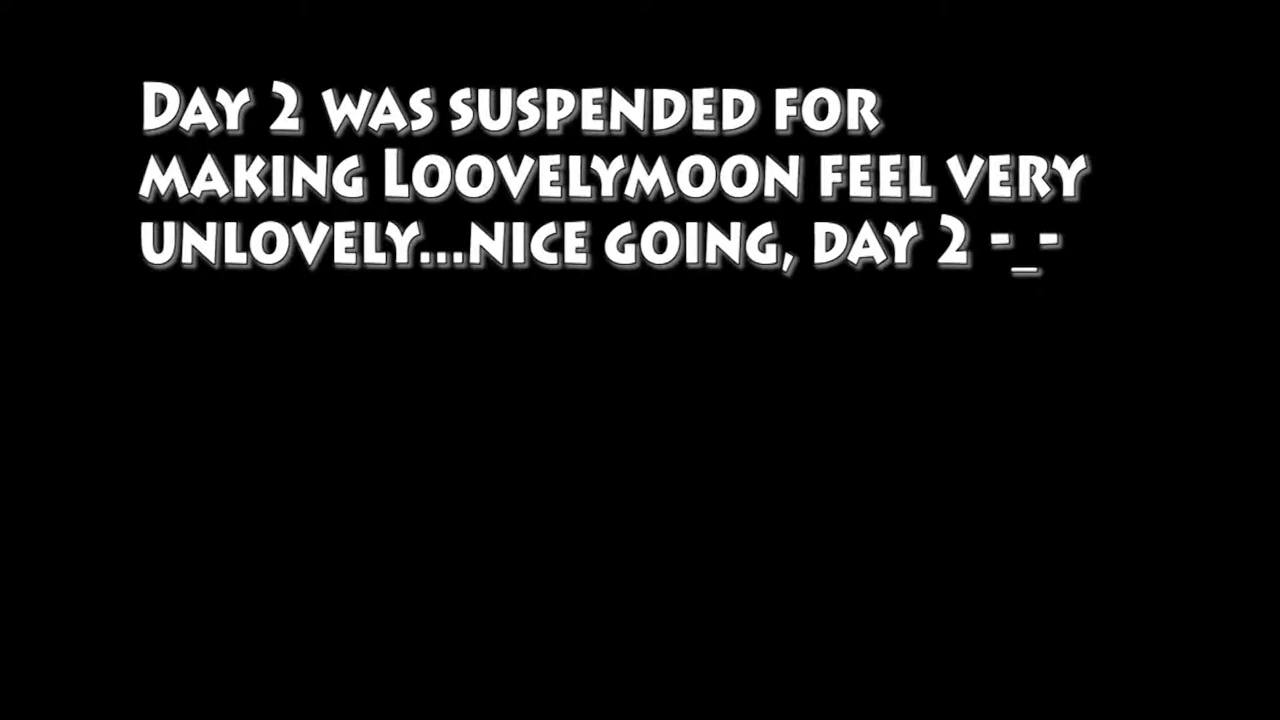 Day 2 was suspended for
making Loovelymoon feel very
unlovely...nice going, day 2 -_-